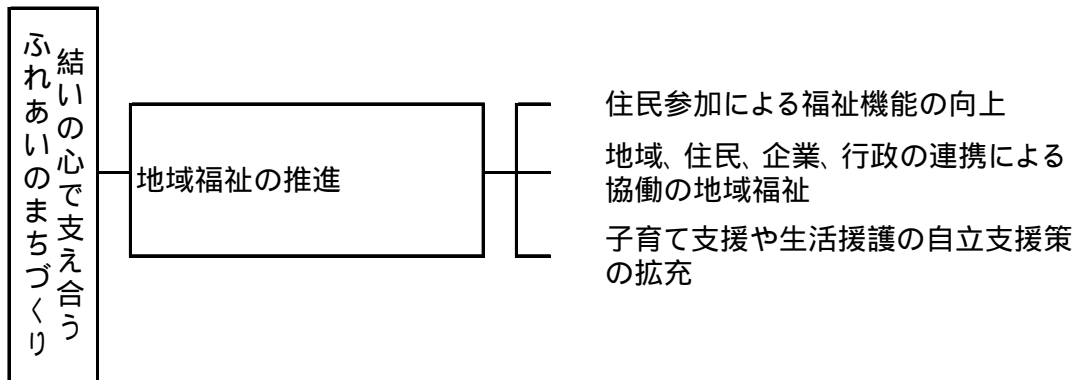 結いの心で支え合う
ふれあいのまちづくり
地域福祉の推進
住民参加による福祉機能の向上
地域、住民、企業、行政の連携による
協働の地域福祉
子育て支援や生活援護の自立支援策
の拡充